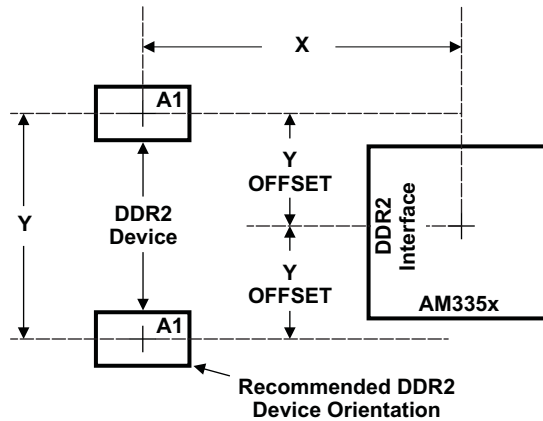 X
A1
Y
OFFSET
Y
DDR2
Device
DDR2
Interface
Y
OFFSET
A1
AM335x
Recommended DDR2
Device Orientation